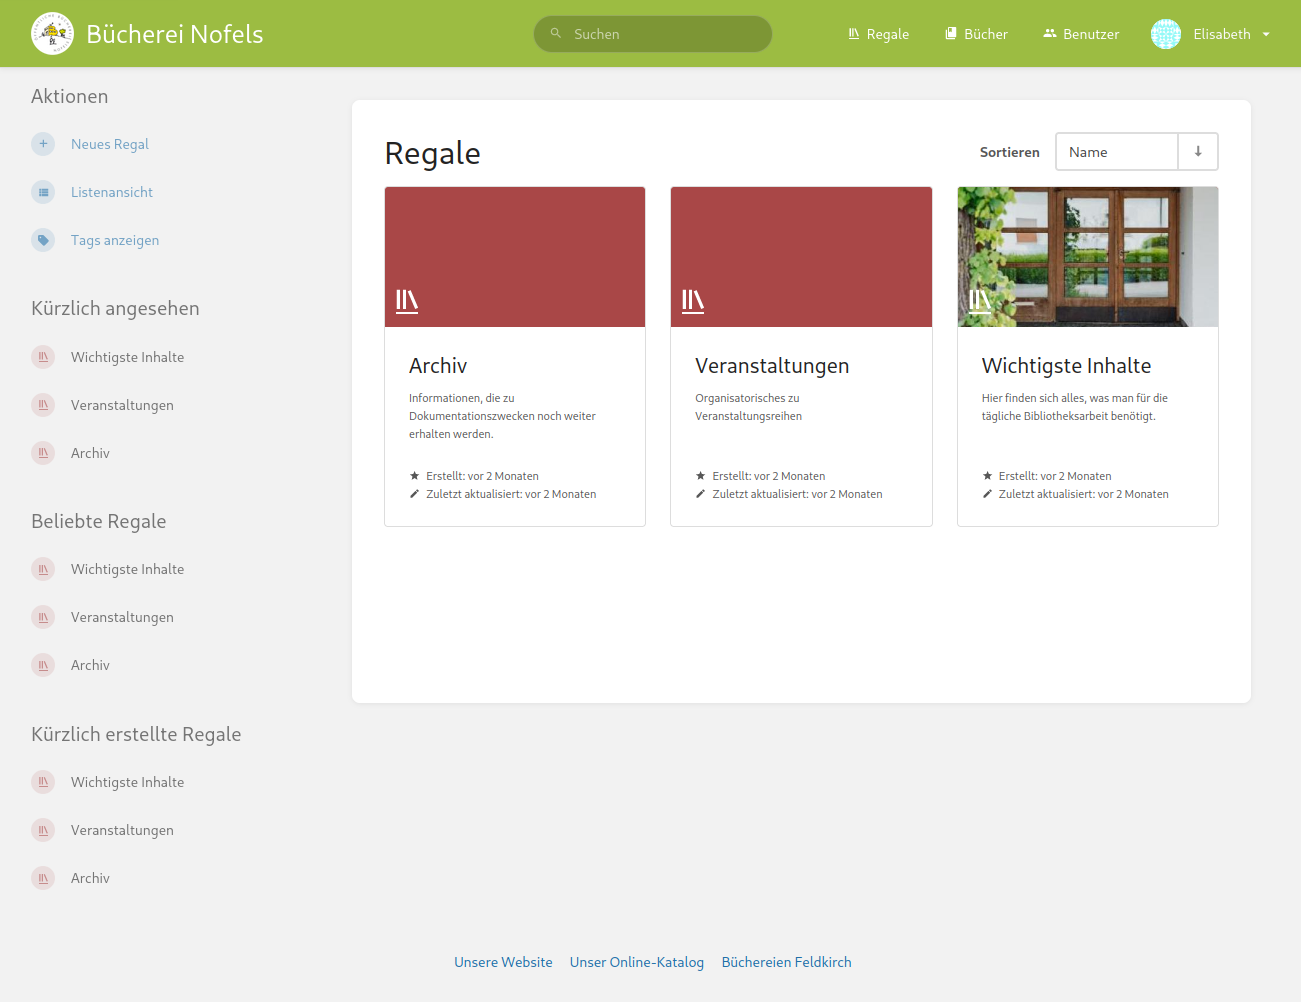 Bücherei Nofels
Suchen
Regale
Bücher
Benutzer
Elisabeth
Aktionen
Neues Regal
Listenansicht
Tags anzeigen
Kürzlich angesehen
Wichtigste Inhalte
Veranstaltungen
Archiv
Beliebte Regale
Wichtigste Inhalte
Veranstaltungen
Archiv
Kürzlich erstellte Regale
Wichtigste Inhalte
Veranstaltungen
Archiv
Regale
Sortieren
Name
Archiv
Informationen, die zu
Dokumentationszwecken noch weiter
erhalten werden.
Erstellt: vor 2 Monaten
Zuletzt aktualisiert: vor 2 Monaten
Veranstaltungen
Organisatorisches zu
Veranstaltungsreihen
Erstellt: vor 2 Monaten
Zuletzt aktualisiert: vor 2 Monaten
Wichtigste Inhalte
Hier finden sich alles, was man für die
tägliche Bibliotheksarbeit benötigt.
Erstellt: vor 2 Monaten
Zuletzt aktualisiert: vor 2 Monaten
Unsere Website
Unser Online-Katalog
Büchereien Feldkirch